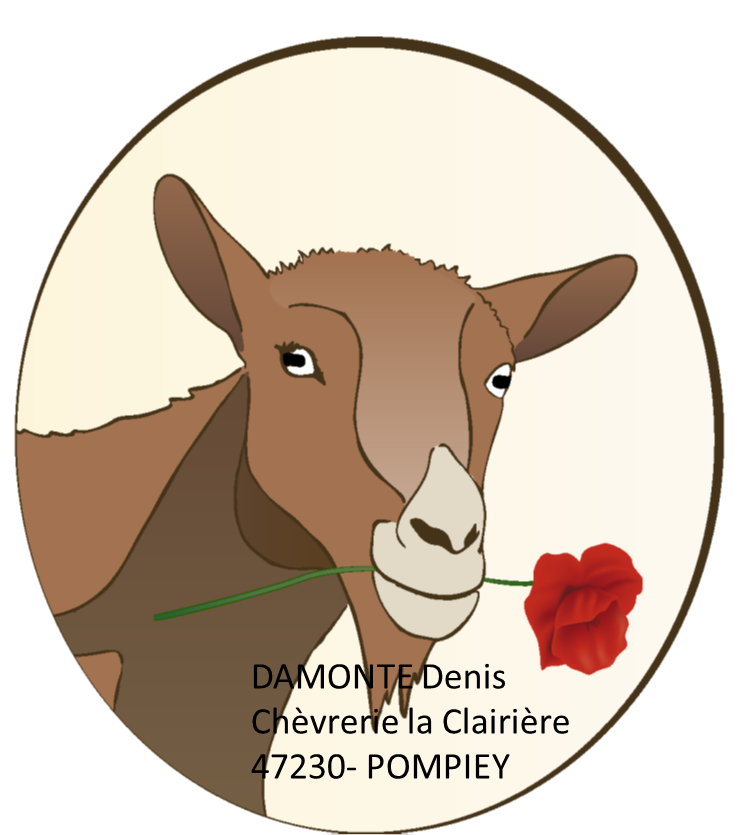 DAMONTE Denis
Chèvrerie la Clairière
47230- POMPIEY